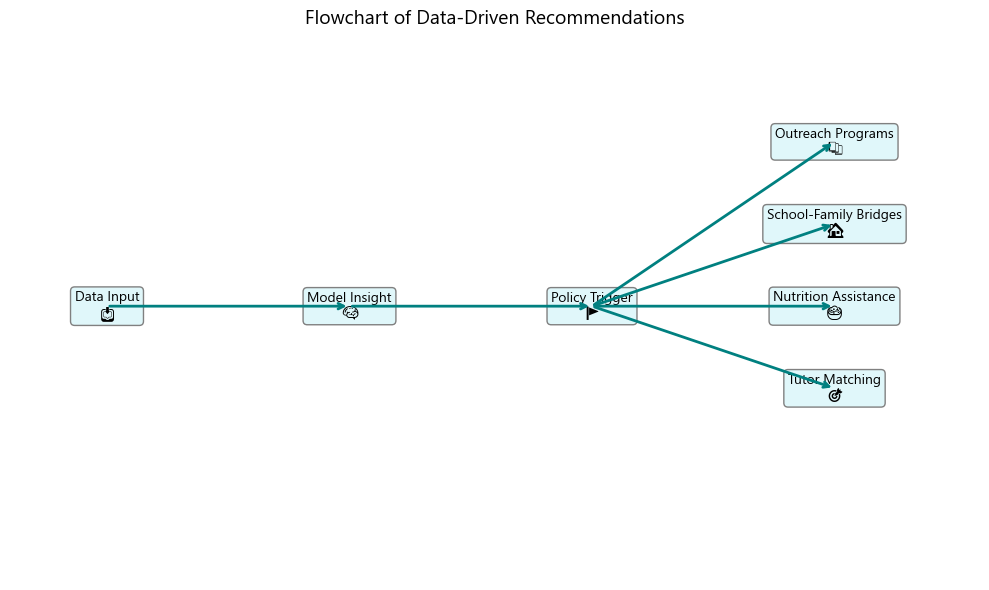 Flowchart of Data-Driven Recommendations
Outreach Programs
School-Family Bridges
Data Input
Model Insight
Policy Trigger
Nutrition Assistance
Tutor Matching